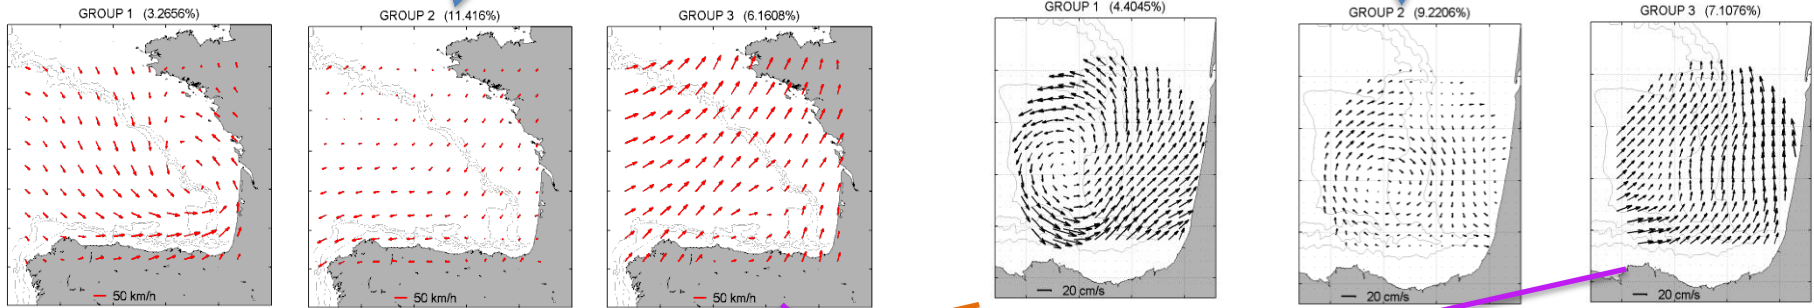 GROUP 1 (3.2656%)
GROUP 2 (11.416%)
GROUP 3 (6.1608%)
GROUP 1 (4.4045%)
GROUP 2 (9.2206%)
GROUP 3 (7.1076%)
50 km/h
50 km/h
50 km/h
20 cm/s
20 cm/s
20 cm/s